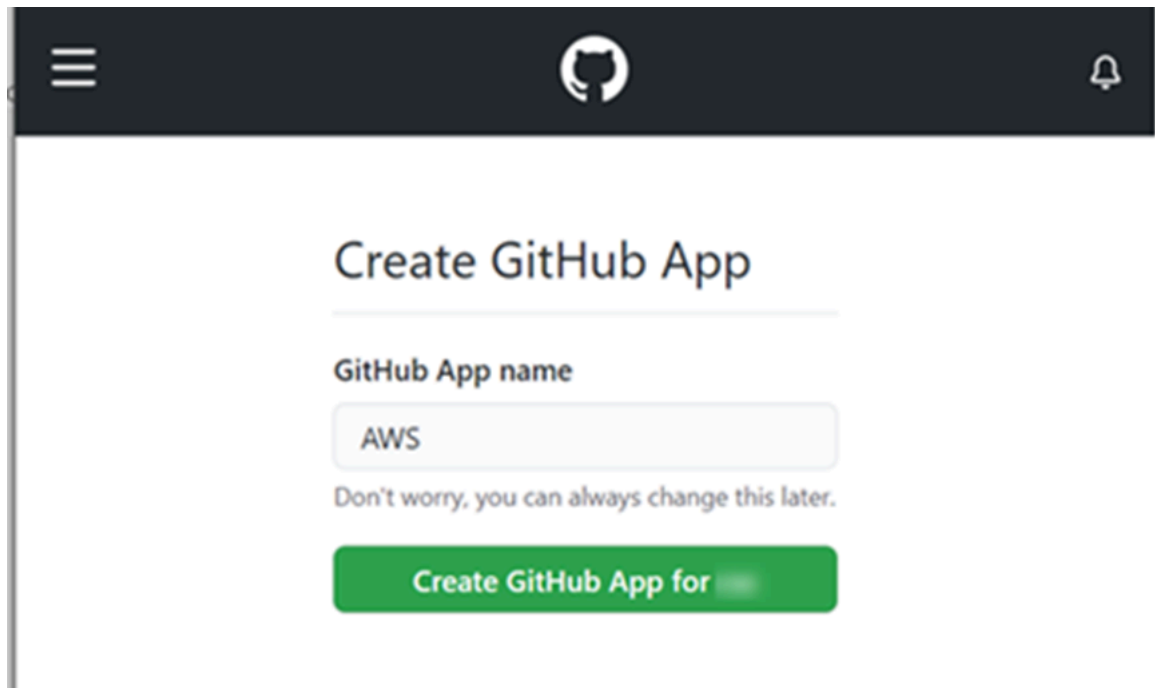 Create GitHub App
GitHub App name
AWS
Don't worry, you can always change this later.
Create GitHub App for